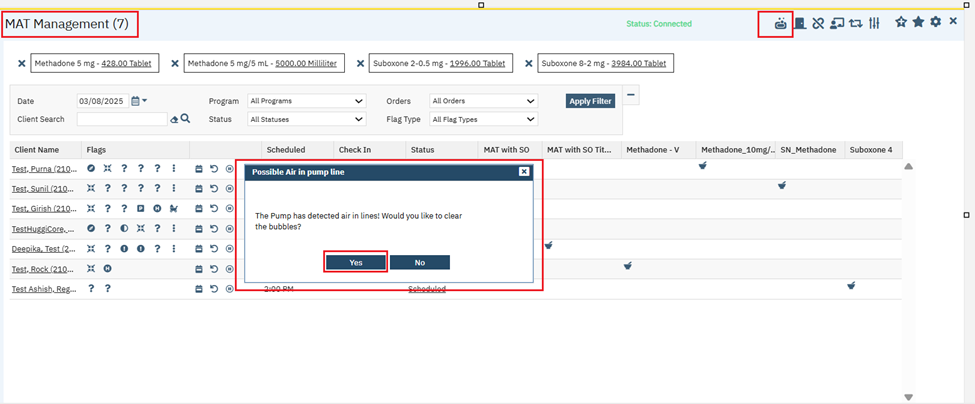 MAT Management (7)
Status: Connected
Methadone 5 mg - 428.00 Tablet
Methadone 5 mg/5 mL - 5000.00 Milliliter
Suboxone 2-0.5 mg - 1996.00 Tablet
Suboxone 8-2 mg - 3984.00 Tablet
Date 03/08/2025 Program All Programs Orders All Orders Apply Filter
Client Search Status All Statuses Flag Type All Flag Types
Client Name Flags Scheduled Check In Status MAT with SO MAT with SO Tit... Methadone - V Methadone_10mg/... SN_Methadone Suboxone 4
Test, Purna (210...
Test, Sunil (210...
Test, Girish (210...
TestHuggiCore, ...
Deepika, Test (2...
Test, Rock (210...
Test Ashish, Reg... 2:00 PM Scheduled
Possible Air in pump line
The Pump has detected air in lines! Would you like to clear
the bubbles?
Yes No